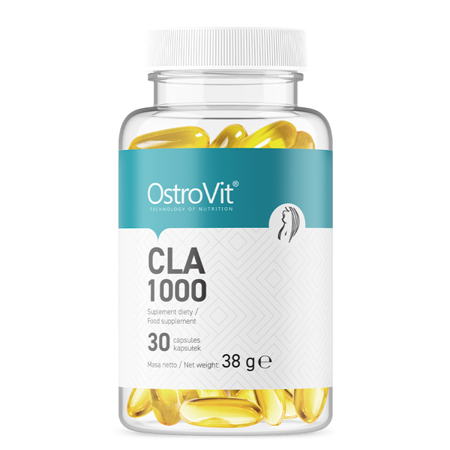 OstroVit®
TECHNOLOGY OF NUTRITION
CLA
1000
Suplement diety /
Food supplement
30 capsules
kapsułek
Masa netto / Net weight: 38 g ℮